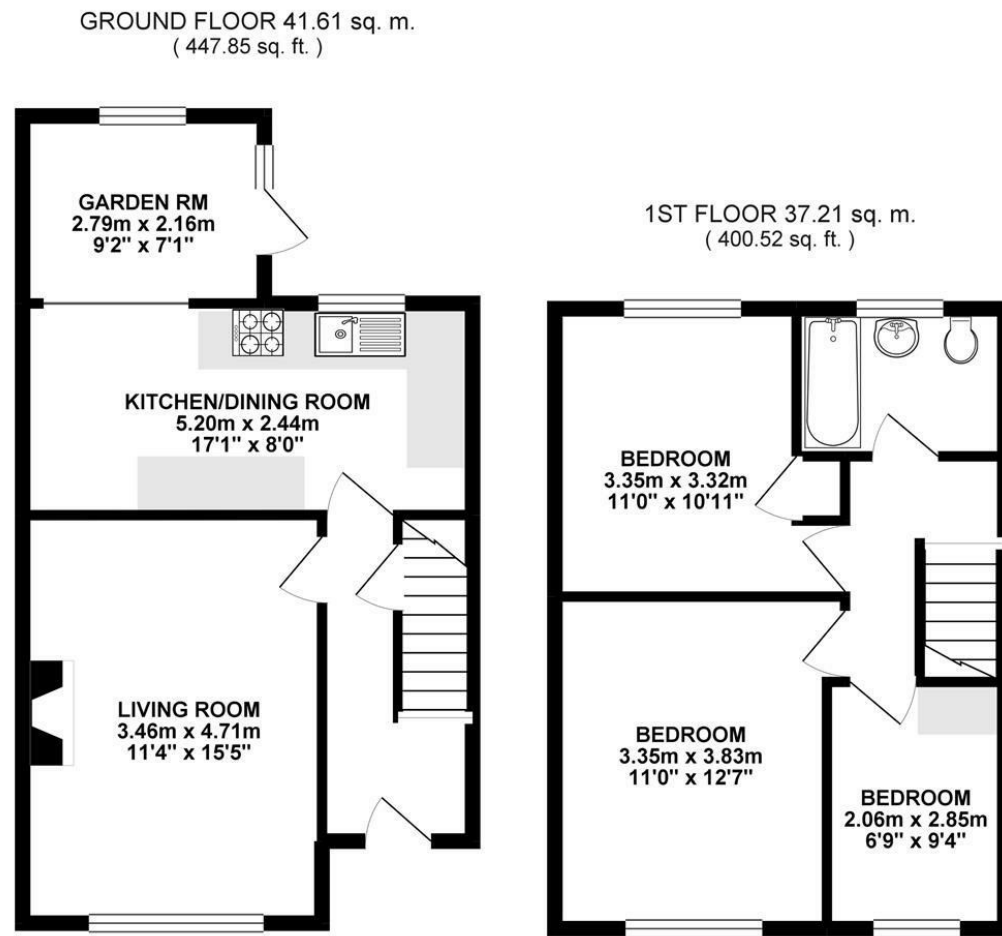 GROUND FLOOR 41.61 sq. m.
( 447.85 sq. ft. )
GARDEN RM
2.79m x 2.16m
9'2" x 7'1"
KITCHEN/DINING ROOM
5.20m x 2.44m
17'1" x 8'0"
LIVING ROOM
3.46m x 4.71m
11'4" x 15'5"
1ST FLOOR 37.21 sq. m.
( 400.52 sq. ft. )
BEDROOM
3.35m x 3.32m
11'0" x 10'11"
BEDROOM
3.35m x 3.83m
11'0" x 12'7"
BEDROOM
2.06m x 2.85m
6'9" x 9'4"